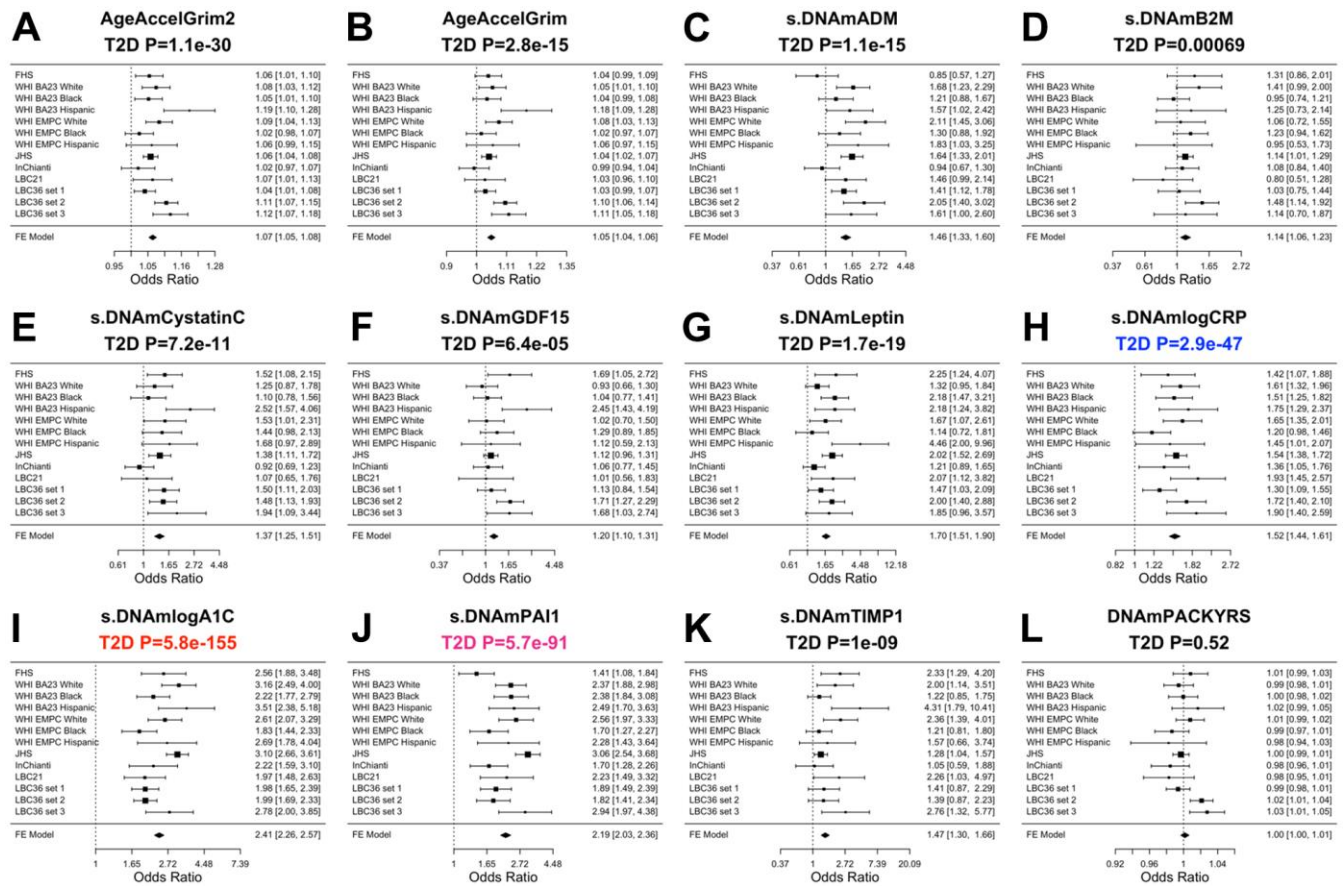 A
AgeAccelGrim2
T2D P=1.1e-30
FHS 1.06 [1.01, 1.10]
WHI BA23 White 1.08 [1.03, 1.12]
WHI BA23 Black 1.05 [1.01, 1.10]
WHI BA23 Hispanic 1.19 [1.10, 1.28]
WHI EMPC White 1.09 [1.04, 1.13]
WHI EMPC Black 1.02 [0.98, 1.07]
WHI EMPC Hispanic 1.06 [0.99, 1.15]
JHS 1.06 [1.04, 1.08]
InChianti 1.02 [0.97, 1.07]
LBC21 1.07 [1.01, 1.13]
LBC36 set 1 1.04 [1.01, 1.08]
LBC36 set 2 1.11 [1.07, 1.15]
LBC36 set 3 1.12 [1.07, 1.18]
FE Model 1.07 [1.05, 1.08]
0.95 1.05 1.16 1.28
Odds Ratio
B
AgeAccelGrim
T2D P=2.8e-15
FHS 1.04 [0.99, 1.09]
WHI BA23 White 1.05 [1.01, 1.10]
WHI BA23 Black 1.04 [0.99, 1.08]
WHI BA23 Hispanic 1.18 [1.09, 1.28]
WHI EMPC White 1.08 [1.03, 1.13]
WHI EMPC Black 1.02 [0.97, 1.07]
WHI EMPC Hispanic 1.06 [0.97, 1.15]
JHS 1.04 [1.02, 1.07]
InChianti 0.99 [0.94, 1.04]
LBC21 1.03 [0.96, 1.10]
LBC36 set 1 1.03 [0.99, 1.07]
LBC36 set 2 1.10 [1.06, 1.14]
LBC36 set 3 1.11 [1.05, 1.18]
FE Model 1.05 [1.04, 1.06]
0.9 1 1.11 1.22 1.35
Odds Ratio
C
s.DNAmADM
T2D P=1.1e-15
FHS 0.85 [0.57, 1.27]
WHI BA23 White 1.68 [1.23, 2.29]
WHI BA23 Black 1.21 [0.88, 1.67]
WHI BA23 Hispanic 1.57 [1.02, 2.42]
WHI EMPC White 2.11 [1.45, 3.06]
WHI EMPC Black 1.30 [0.88, 1.92]
WHI EMPC Hispanic 1.83 [1.03, 3.25]
JHS 1.64 [1.33, 2.01]
InChianti 0.94 [0.67, 1.30]
LBC21 1.46 [0.99, 2.14]
LBC36 set 1 1.41 [1.12, 1.78]
LBC36 set 2 2.05 [1.40, 3.02]
LBC36 set 3 1.61 [1.00, 2.60]
FE Model 1.46 [1.33, 1.60]
0.37 0.61 1 1.65 2.72 4.48
Odds Ratio
D
s.DNAmB2M
T2D P=0.00069
FHS 1.31 [0.86, 2.01]
WHI BA23 White 1.41 [0.99, 2.00]
WHI BA23 Black 0.95 [0.74, 1.21]
WHI BA23 Hispanic 1.25 [0.73, 2.14]
WHI EMPC White 1.06 [0.72, 1.55]
WHI EMPC Black 1.23 [0.94, 1.62]
WHI EMPC Hispanic 0.95 [0.53, 1.73]
JHS 1.14 [1.01, 1.29]
InChianti 1.08 [0.84, 1.40]
LBC21 0.80 [0.51, 1.28]
LBC36 set 1 1.03 [0.75, 1.44]
LBC36 set 2 1.48 [1.14, 1.92]
LBC36 set 3 1.14 [0.70, 1.87]
FE Model 1.14 [1.06, 1.23]
0.37 0.61 1 1.65 2.72
Odds Ratio
E
s.DNAmCystatinC
T2D P=7.2e-11
FHS 1.52 [1.08, 2.15]
WHI BA23 White 1.25 [0.87, 1.78]
WHI BA23 Black 1.10 [0.78, 1.56]
WHI BA23 Hispanic 2.52 [1.57, 4.06]
WHI EMPC White 1.53 [1.01, 2.31]
WHI EMPC Black 1.44 [0.98, 2.13]
WHI EMPC Hispanic 1.68 [0.97, 2.89]
JHS 1.38 [1.11, 1.72]
InChianti 0.92 [0.69, 1.23]
LBC21 1.07 [0.65, 1.76]
LBC36 set 1 1.50 [1.11, 2.03]
LBC36 set 2 1.48 [1.13, 1.93]
LBC36 set 3 1.94 [1.09, 3.44]
FE Model 1.37 [1.25, 1.51]
0.61 1 1.65 2.72 4.48
Odds Ratio
F
s.DNAmGDF15
T2D P=6.4e-05
FHS 1.69 [1.05, 2.72]
WHI BA23 White 0.93 [0.66, 1.30]
WHI BA23 Black 1.04 [0.77, 1.41]
WHI BA23 Hispanic 2.45 [1.43, 4.19]
WHI EMPC White 1.02 [0.70, 1.50]
WHI EMPC Black 1.29 [0.89, 1.85]
WHI EMPC Hispanic 1.12 [0.59, 2.13]
JHS 1.12 [0.96, 1.31]
InChianti 1.06 [0.77, 1.45]
LBC21 1.01 [0.56, 1.83]
LBC36 set 1 1.13 [0.84, 1.54]
LBC36 set 2 1.71 [1.27, 2.29]
LBC36 set 3 1.68 [1.03, 2.74]
FE Model 1.20 [1.10, 1.31]
0.37 1 1.65 4.48
Odds Ratio
G
s.DNAmLeptin
T2D P=1.7e-19
FHS 2.25 [1.24, 4.07]
WHI BA23 White 1.32 [0.95, 1.84]
WHI BA23 Black 2.18 [1.47, 3.21]
WHI BA23 Hispanic 2.18 [1.24, 3.82]
WHI EMPC White 1.67 [1.07, 2.61]
WHI EMPC Black 1.14 [0.72, 1.81]
WHI EMPC Hispanic 4.46 [2.00, 9.96]
JHS 2.02 [1.52, 2.69]
InChianti 1.21 [0.89, 1.65]
LBC21 2.07 [1.12, 3.82]
LBC36 set 1 1.47 [1.03, 2.09]
LBC36 set 2 2.00 [1.40, 2.88]
LBC36 set 3 1.85 [0.96, 3.57]
FE Model 1.70 [1.51, 1.90]
0.61 1.65 4.48 12.18
Odds Ratio
H
s.DNAmlogCRP
T2D P=2.9e-47
FHS 1.42 [1.07, 1.88]
WHI BA23 White 1.61 [1.32, 1.96]
WHI BA23 Black 1.51 [1.25, 1.82]
WHI BA23 Hispanic 1.75 [1.29, 2.37]
WHI EMPC White 1.65 [1.35, 2.01]
WHI EMPC Black 1.20 [0.98, 1.46]
WHI EMPC Hispanic 1.45 [1.01, 2.07]
JHS 1.54 [1.38, 1.72]
InChianti 1.36 [1.05, 1.76]
LBC21 1.93 [1.45, 2.57]
LBC36 set 1 1.30 [1.09, 1.55]
LBC36 set 2 1.72 [1.40, 2.10]
LBC36 set 3 1.90 [1.40, 2.59]
FE Model 1.52 [1.44, 1.61]
0.82 1 1.22 1.82 2.72
Odds Ratio
I
s.DNAmlogA1C
T2D P=5.8e-155
FHS 2.56 [1.88, 3.48]
WHI BA23 White 3.16 [2.49, 4.00]
WHI BA23 Black 2.22 [1.77, 2.79]
WHI BA23 Hispanic 3.51 [2.38, 5.18]
WHI EMPC White 2.61 [2.07, 3.29]
WHI EMPC Black 1.83 [1.44, 2.33]
WHI EMPC Hispanic 2.69 [1.78, 4.04]
JHS 3.10 [2.66, 3.61]
InChianti 2.22 [1.59, 3.10]
LBC21 1.97 [1.48, 2.63]
LBC36 set 1 1.98 [1.65, 2.39]
LBC36 set 2 1.99 [1.69, 2.33]
LBC36 set 3 2.78 [2.00, 3.85]
FE Model 2.41 [2.26, 2.57]
1 1.65 2.72 4.48 7.39
Odds Ratio
J
s.DNAmPAI1
T2D P=5.7e-91
FHS 1.41 [1.08, 1.84]
WHI BA23 White 2.37 [1.88, 2.98]
WHI BA23 Black 2.38 [1.84, 3.08]
WHI BA23 Hispanic 2.49 [1.70, 3.63]
WHI EMPC White 2.56 [1.97, 3.33]
WHI EMPC Black 1.70 [1.27, 2.27]
WHI EMPC Hispanic 2.28 [1.43, 3.64]
JHS 3.06 [2.54, 3.68]
InChianti 1.70 [1.28, 2.26]
LBC21 2.23 [1.49, 3.32]
LBC36 set 1 1.89 [1.49, 2.39]
LBC36 set 2 1.82 [1.41, 2.34]
LBC36 set 3 2.94 [1.97, 4.38]
FE Model 2.19 [2.03, 2.36]
1 1.65 2.72 4.48
Odds Ratio
K
s.DNAmTIMP1
T2D P=1e-09
FHS 2.33 [1.29, 4.20]
WHI BA23 White 2.00 [1.14, 3.51]
WHI BA23 Black 1.22 [0.85, 1.75]
WHI BA23 Hispanic 4.31 [1.79, 10.41]
WHI EMPC White 2.36 [1.39, 4.01]
WHI EMPC Black 1.21 [0.81, 1.80]
WHI EMPC Hispanic 1.57 [0.66, 3.74]
JHS 1.28 [1.04, 1.57]
InChianti 1.05 [0.59, 1.88]
LBC21 2.26 [1.03, 4.97]
LBC36 set 1 1.41 [0.87, 2.29]
LBC36 set 2 1.39 [0.87, 2.23]
LBC36 set 3 2.76 [1.32, 5.77]
FE Model 1.47 [1.30, 1.66]
0.37 1 2.72 7.39 20.09
Odds Ratio
L
DNAmPACKYRS
T2D P=0.52
FHS 1.01 [0.99, 1.03]
WHI BA23 White 0.99 [0.98, 1.01]
WHI BA23 Black 1.00 [0.98, 1.02]
WHI BA23 Hispanic 1.02 [0.99, 1.05]
WHI EMPC White 1.01 [0.99, 1.02]
WHI EMPC Black 0.99 [0.97, 1.01]
WHI EMPC Hispanic 0.98 [0.94, 1.03]
JHS 1.00 [0.99, 1.01]
InChianti 0.98 [0.96, 1.01]
LBC21 0.98 [0.95, 1.01]
LBC36 set 1 0.99 [0.98, 1.01]
LBC36 set 2 1.02 [1.01, 1.04]
LBC36 set 3 1.03 [1.01, 1.05]
FE Model 1.00 [1.00, 1.01]
0.92 0.96 1 1.04
Odds Ratio